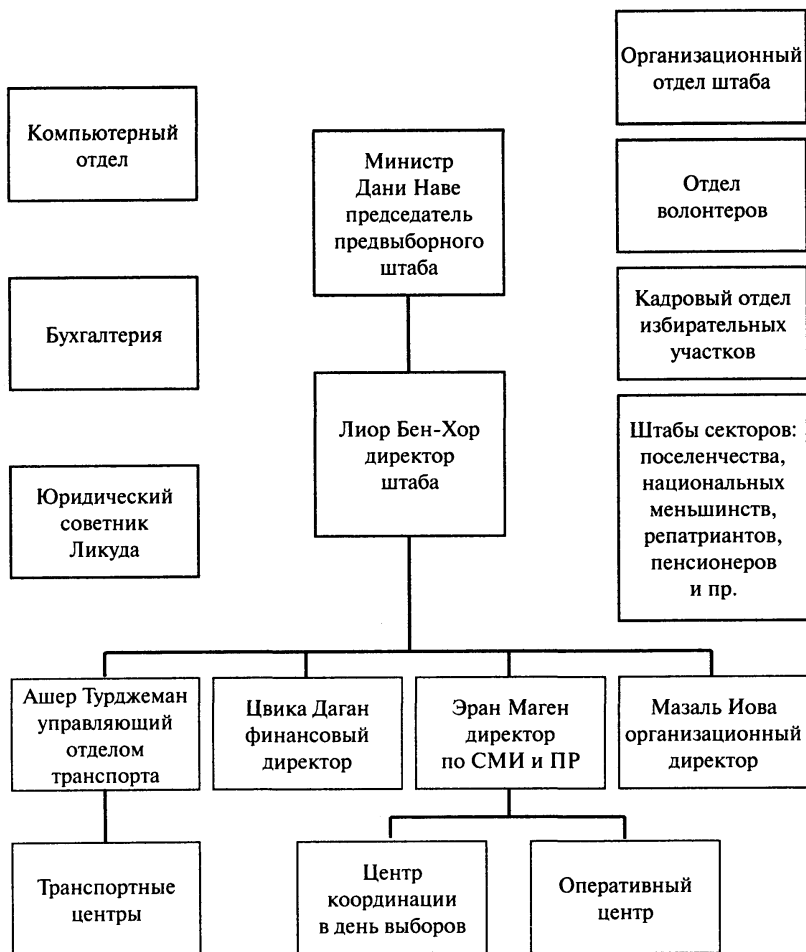 Организационный
отдел штаба
Компьютерный
отдел
Министр
Дани Наве
председатель
предвыборного
штаба
Отдел
волонтеров
Бухгалтерия
Кадровый отдел
избирательных
участков
Лиор Бен-Хор
директор
штаба
Штабы секторов:
поселенчества,
национальных
меньшинств,
репатриантов,
пенсионеров
и пр.
Юридический
советник
Ликуда
Ашер Турджеман
управляющий
отделом
транспорта
Цвика Даган
финансовый
директор
Эран Маген
директор
по СМИ и ПР
Мазаль Иова
организационный
директор
Транспортные
центры
Центр
координации
в день выборов
Оперативный
центр